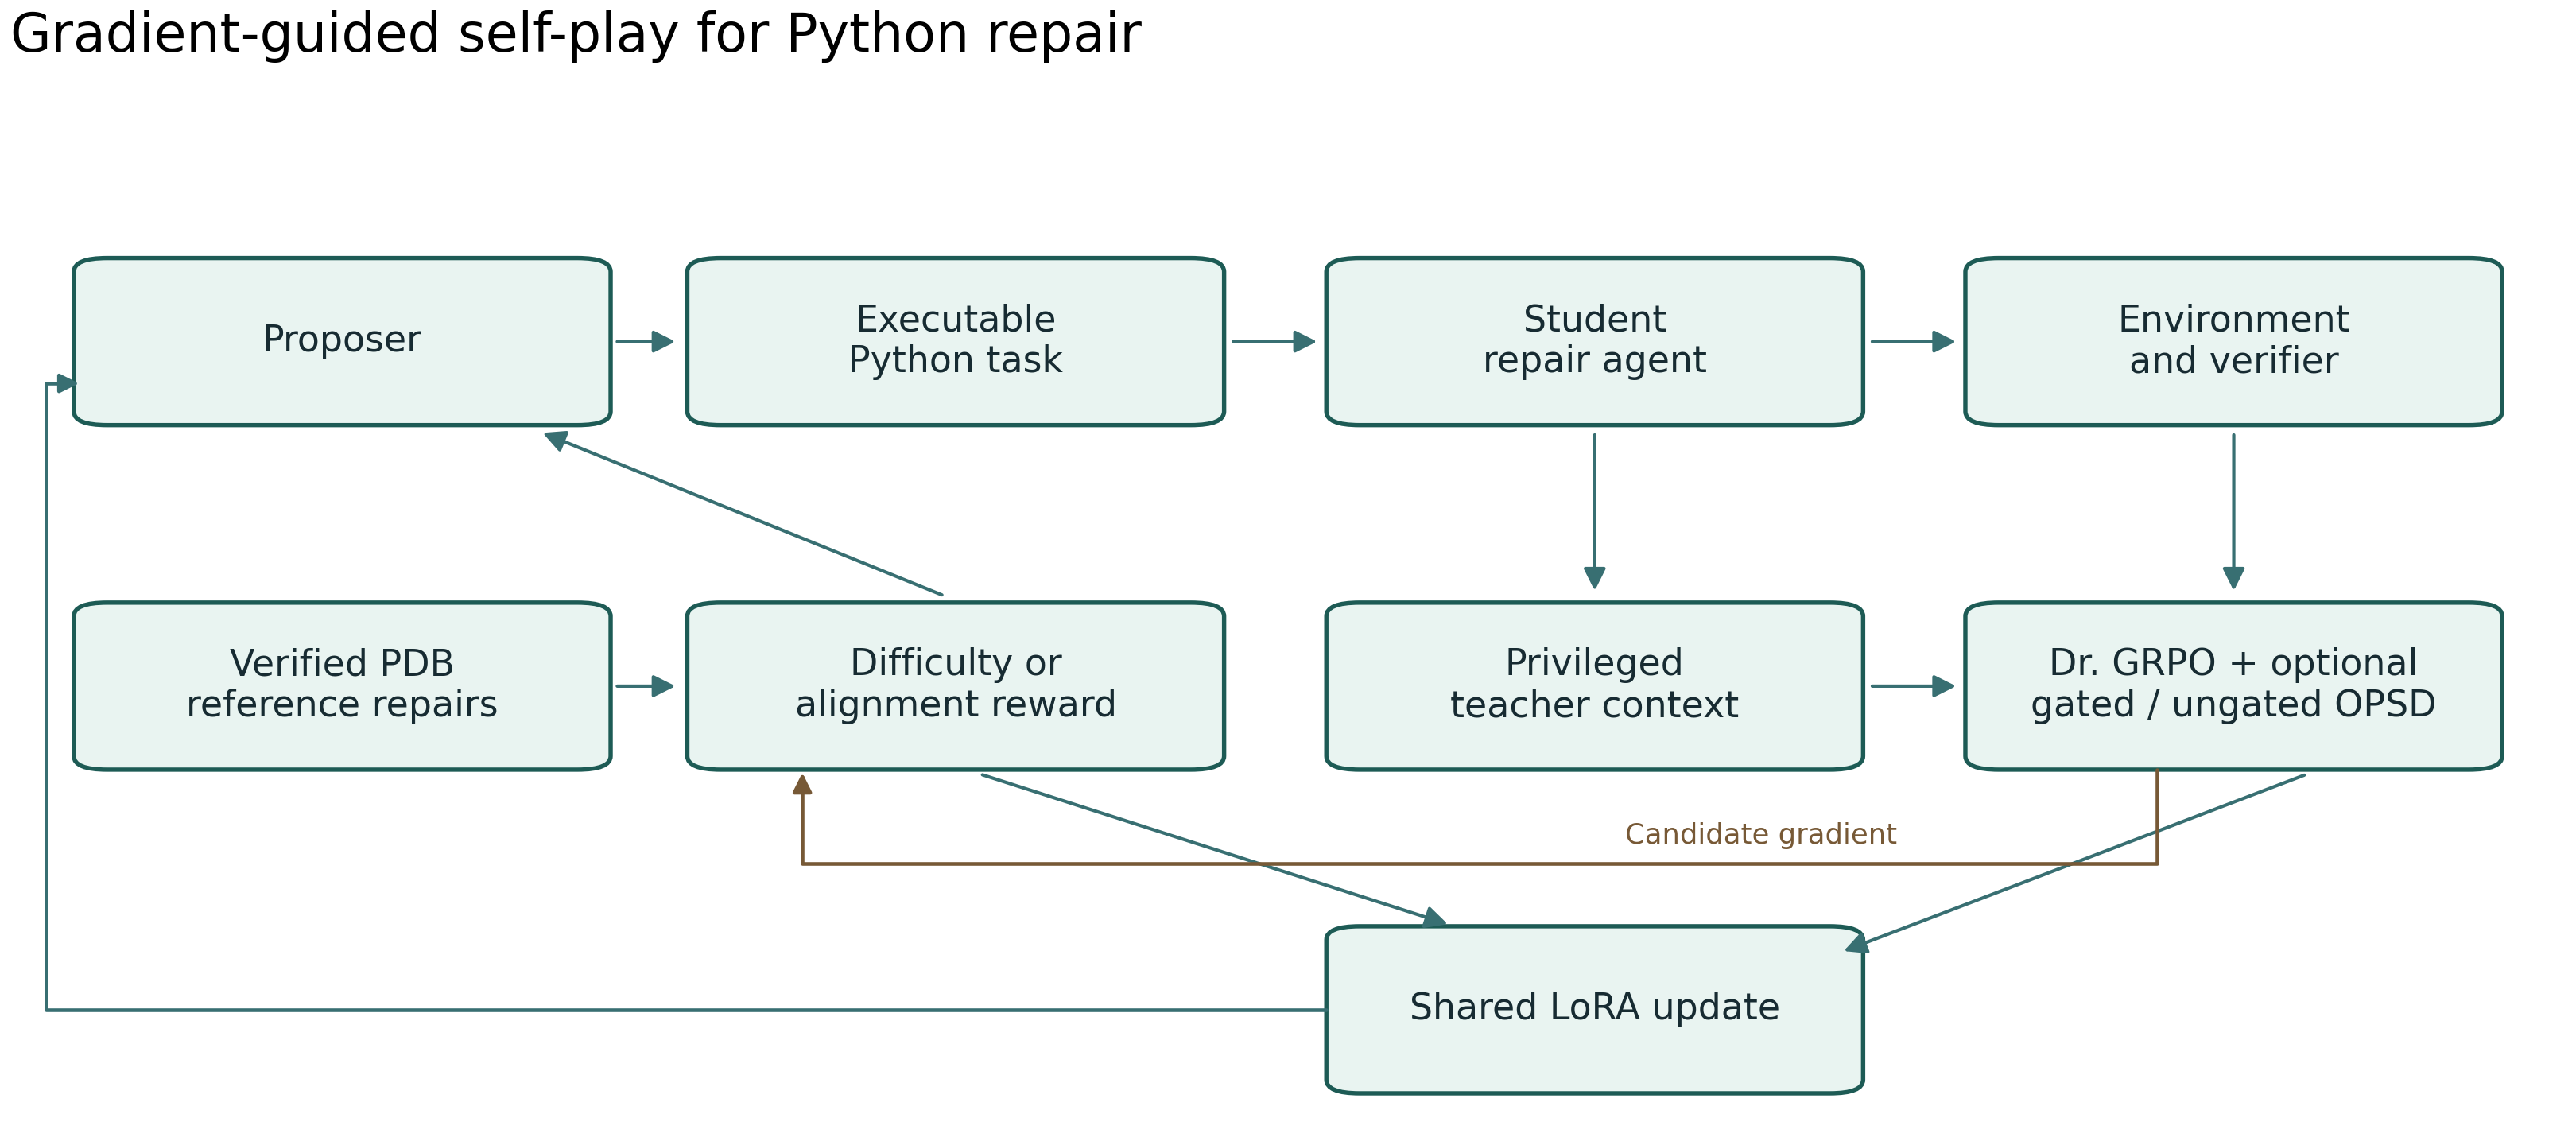 Gradient-guided self-play for Python repair
Proposer
Executable
Python task
Student
repair agent
Environment
and verifier
Verified PDB
reference repairs
Difficulty or
alignment reward
Privileged
teacher context
Dr. GRPO + optional
gated / ungated OPSD
Candidate gradient
Shared LoRA update